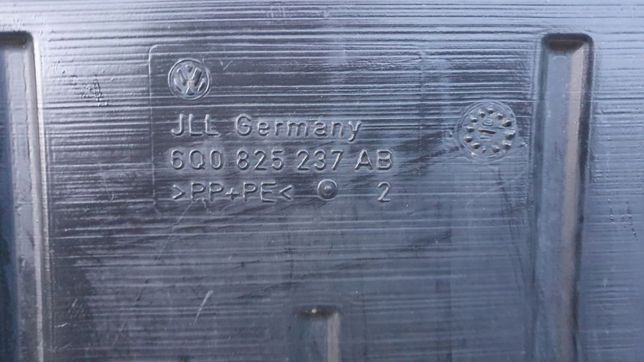 JLL Germany
6Q0 825 237 AB
>PP+PE< 2